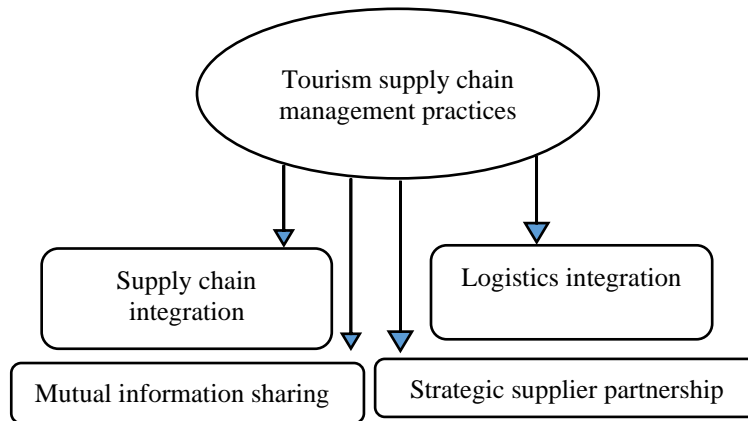 Tourism supply chain
management practices
Supply chain
integration
Logistics integration
Mutual information sharing
Strategic supplier partnership